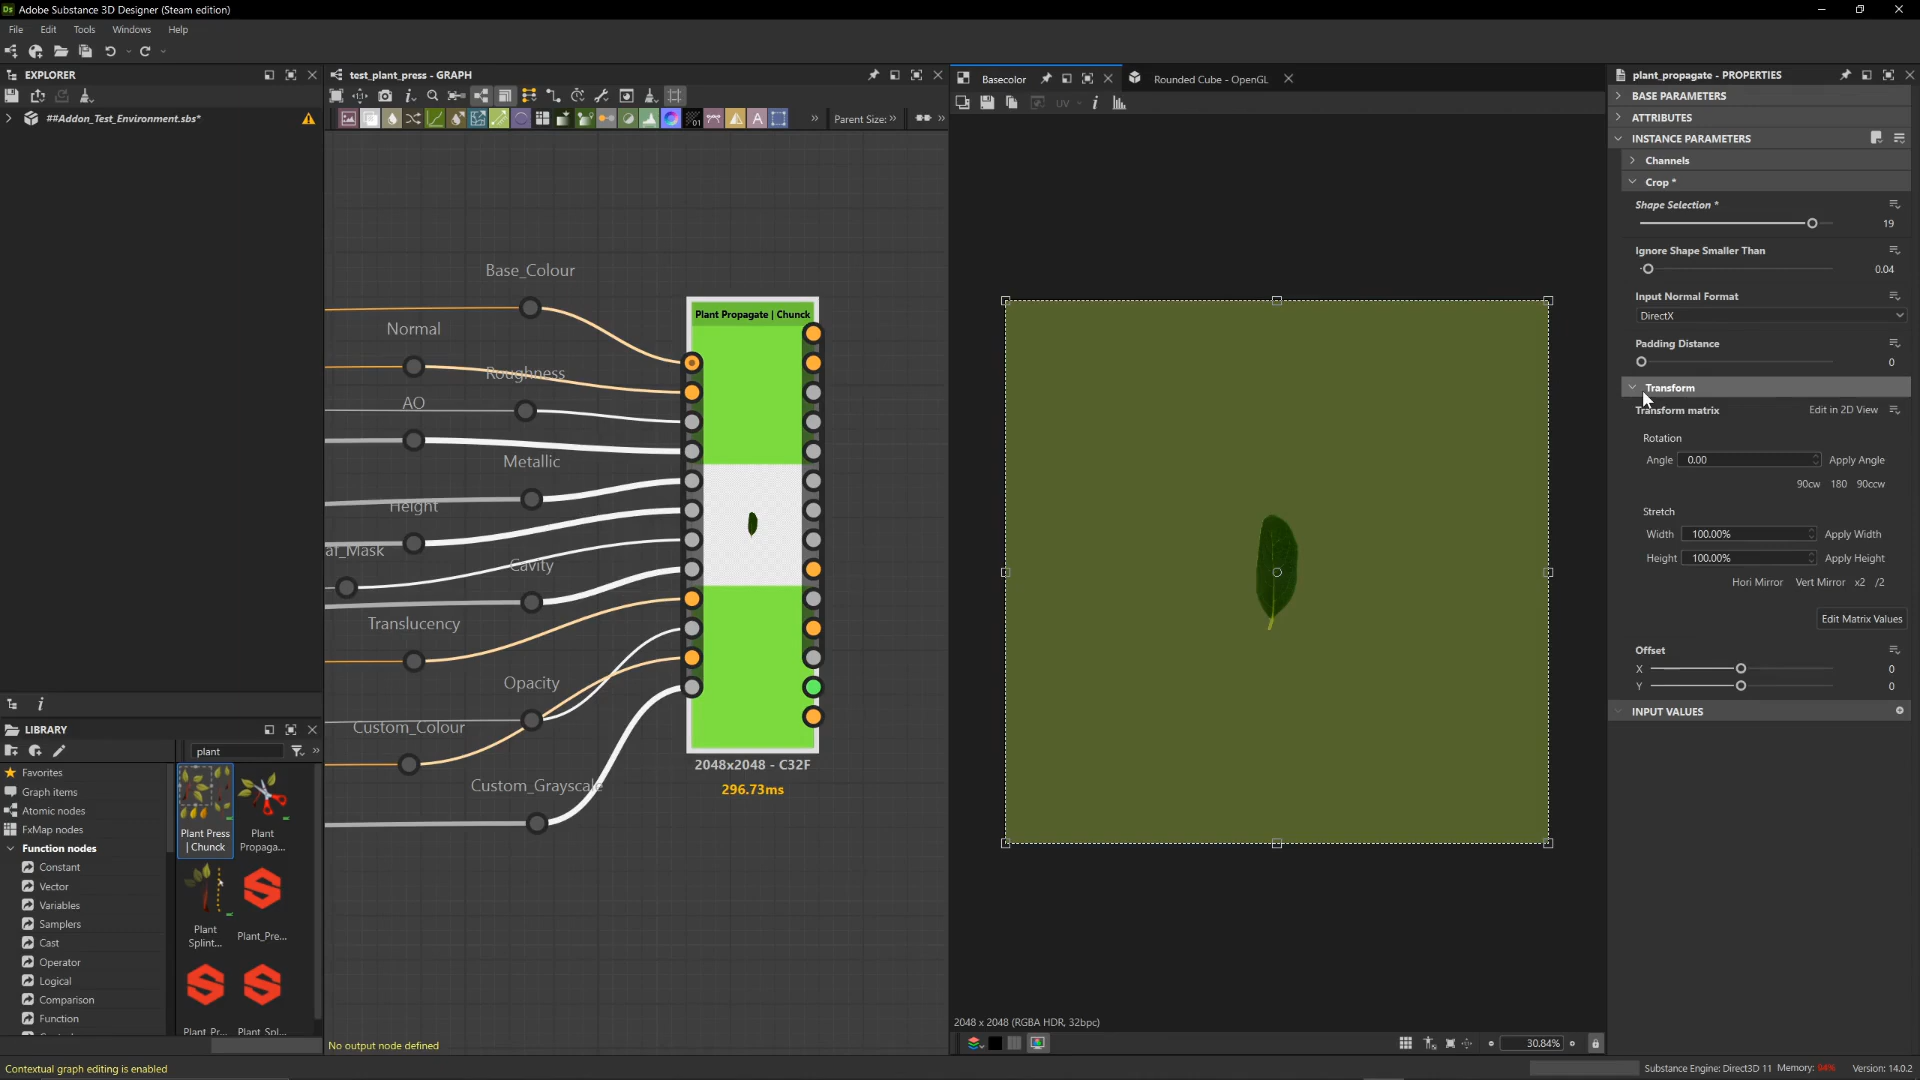 Adobe Substance 3D Designer (Steam edition)
File Edit Tools Windows Help
EXPLORER
##Addon_Test_Environment.sbs*
test_plant_press - GRAPH
Parent Size:
Base_Colour
Normal
Roughness
AO
Metallic
Height
af_Mask
Cavity
Translucency
Opacity
Custom_Colour
Custom_Grayscale
Plant Propagate | Chunck
2048x2048 - C32F
296.73ms
No output node defined
LIBRARY
plant
Favorites
Graph items
Atomic nodes
FxMap nodes
Function nodes
Constant
Vector
Variables
Samplers
Cast
Operator
Logical
Comparison
Function
Plant Press
| Chunck
Plant
Propaga...
Plant
Splint...
Plant_Pre...
Plant_Pr...
Plant_Spl...
Contextual graph editing is enabled
Basecolor
Rounded Cube - OpenGL
UV
2048 x 2048 (RGBA HDR, 32bpc)
30.84%
plant_propagate - PROPERTIES
BASE PARAMETERS
ATTRIBUTES
INSTANCE PARAMETERS
Channels
Crop *
Shape Selection *
19
Ignore Shape Smaller Than
0.04
Input Normal Format
DirectX
Padding Distance
0
Transform
Transform matrix Edit in 2D View
Rotation
Angle 0.00 Apply Angle
90cw 180 90ccw
Stretch
Width 100.00% Apply Width
Height 100.00% Apply Height
Hori Mirror Vert Mirror x2 /2
Edit Matrix Values
Offset
X 0
Y 0
INPUT VALUES
Substance Engine: Direct3D 11 Memory: 94% Version: 14.0.2